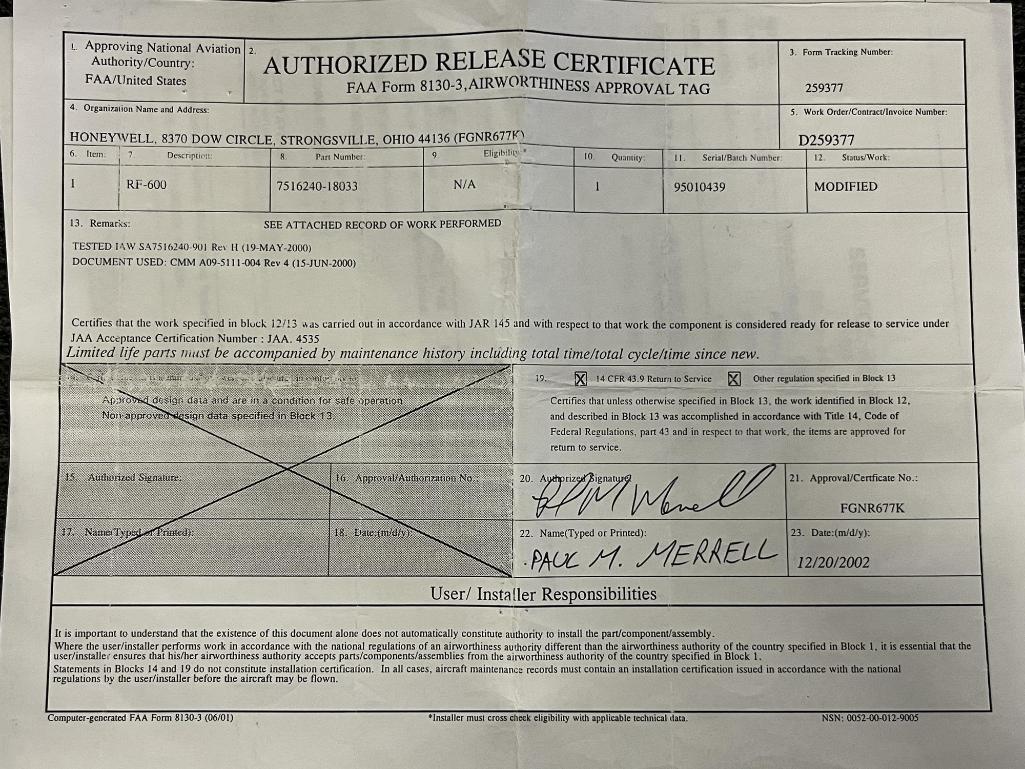 1. Approving National Aviation
Authority/Country:
FAA/United States
2.
AUTHORIZED RELEASE CERTIFICATE
FAA Form 8130-3,AIRWORTHINESS APPROVAL TAG
3. Form Tracking Number:
259377
4. Organization Name and Address:
HONEYWELL, 8370 DOW CIRCLE, STRONGSVILLE, OHIO 44136 (FGNR677K)
5. Work Order/Contract/Invoice Number:
D259377
6. Item: 7 Description: 8. Part Number: 9 Eligibility:* 10. Quantity: 11. Serial/Batch Number: 12. Status/Work:
1 RF-600 7516240-18033 N/A 1 95010439 MODIFIED
13. Remarks: SEE ATTACHED RECORD OF WORK PERFORMED
TESTED IAW SA7516240-901 Rev H (19-MAY-2000)
DOCUMENT USED: CMM A09-5111-004 Rev 4 (15-JUN-2000)
Certifies that the work specified in block 12/13 was carried out in accordance with JAR 145 and with respect to that work the component is considered ready for release to service under
JAA Acceptance Certification Number : JAA. 4535
Limited life parts must be accompanied by maintenance history including total time/total cycle/time since new.
Approved design data and are in a condition for safe operation
Non-approved design data specified in Block 13.
15. Authorized Signature:
16. Approval/Authorization No.:
17. Name(Typed or Printed):
18. Date:(m/d/y):
19. X 14 CFR 43.9 Return to Service X Other regulation specified in Block 13
Certifies that unless otherwise specified in Block 13, the work identified in Block 12,
and described in Block 13 was accomplished in accordance with Title 14, Code of
Federal Regulations, part 43 and in respect to that work, the items are approved for
return to service.
20. Authorized Signature:
21. Approval/Certficate No.:
FGNR677K
22. Name(Typed or Printed):
PAUL M. MERRELL
23. Date:(m/d/y):
12/20/2002
User/ Installer Responsibilities
It is important to understand that the existence of this document alone does not automatically constitute authority to install the part/component/assembly.
Where the user/installer performs work in accordance with the national regulations of an airworthiness authority different than the airworthiness authority of the country specified in Block 1, it is essential that the
user/installer ensures that his/her airworthiness authority accepts parts/components/assemblies from the airworthiness authority of the country specified in Block 1.
Statements in Blocks 14 and 19 do not constitute installation certification. In all cases, aircraft maintenance records must contain an installation certification issued in accordance with the national
regulations by the user/installer before the aircraft may be flown.
Computer-generated FAA Form 8130-3 (06/01) *Installer must cross check eligibility with applicable technical data. NSN: 0052-00-012-9005